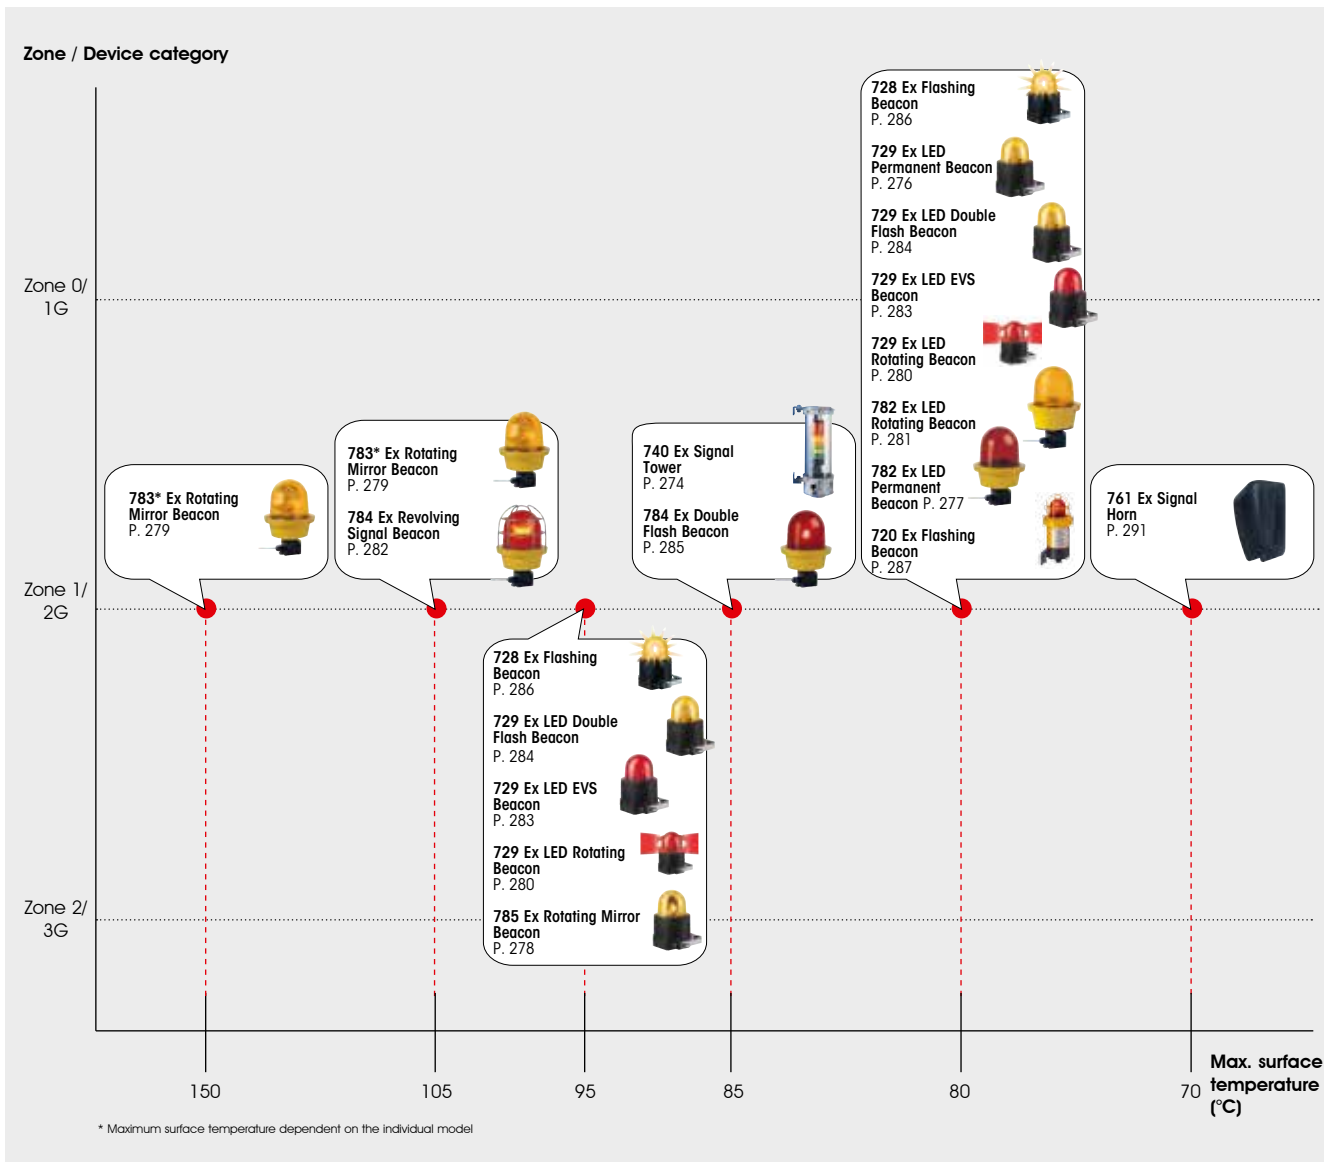 Zone / Device category
728 Ex Flashing
Beacon
P. 286
729 Ex LED
Permanent Beacon
P. 276
729 Ex LED Double
Flash Beacon
P. 284
729 Ex LED EVS
Beacon
P. 283
729 Ex LED
Rotating Beacon
P. 280
782 Ex LED
Rotating Beacon
P. 281
782 Ex LED
Permanent
Beacon P. 277
720 Ex Flashing
Beacon
P. 287
Zone 0/
1G
783* Ex Rotating
Mirror Beacon
P. 279
783* Ex Rotating
Mirror Beacon
P. 279
784 Ex Revolving
Signal Beacon
P. 282
740 Ex Signal
Tower
P. 274
784 Ex Double
Flash Beacon
P. 285
761 Ex Signal
Horn
P. 291
Zone 1/
2G
728 Ex Flashing
Beacon
P. 286
729 Ex LED Double
Flash Beacon
P. 284
729 Ex LED EVS
Beacon
P. 283
729 Ex LED Rotating
Beacon
P. 280
785 Ex Rotating Mirror
Beacon
P. 278
Zone 2/
3G
150
105
95
85
80
70
Max. surface
temperature
(°C)
* Maximum surface temperature dependent on the individual model